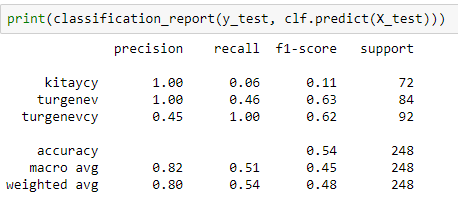 print(classification_report(y_test, clf.predict(X_test)))
precision recall f1-score support
kitaycy 1.00 0.06 0.11 72
turgenev 1.00 0.46 0.63 84
turgenevcy 0.45 1.00 0.62 92
accuracy 0.54 248
macro avg 0.82 0.51 0.45 248
weighted avg 0.80 0.54 0.48 248